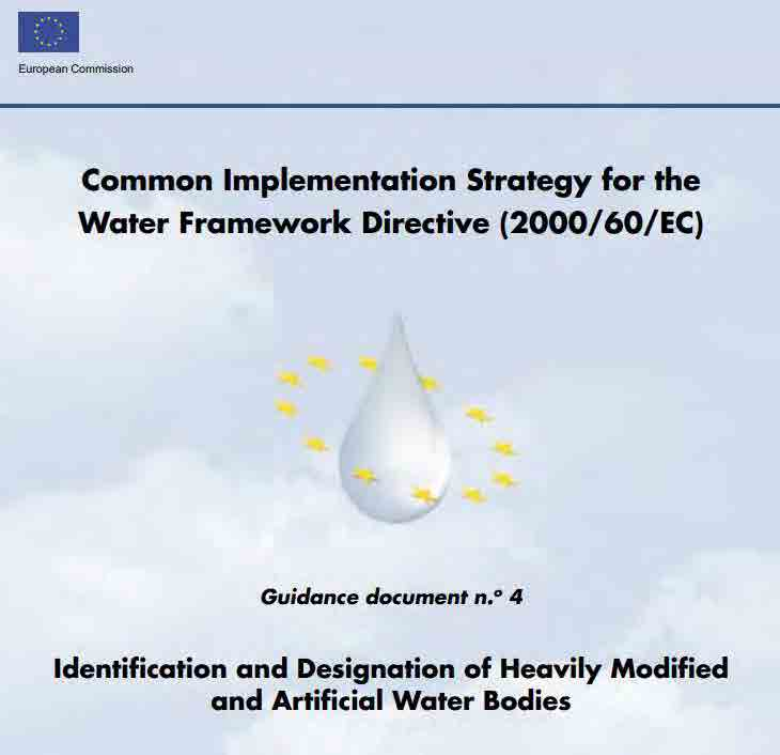 European Commission
Common Implementation Strategy for the
Water Framework Directive (2000/60/EC)
Guidance document n.º 4
Identification and Designation of Heavily Modified
and Artificial Water Bodies